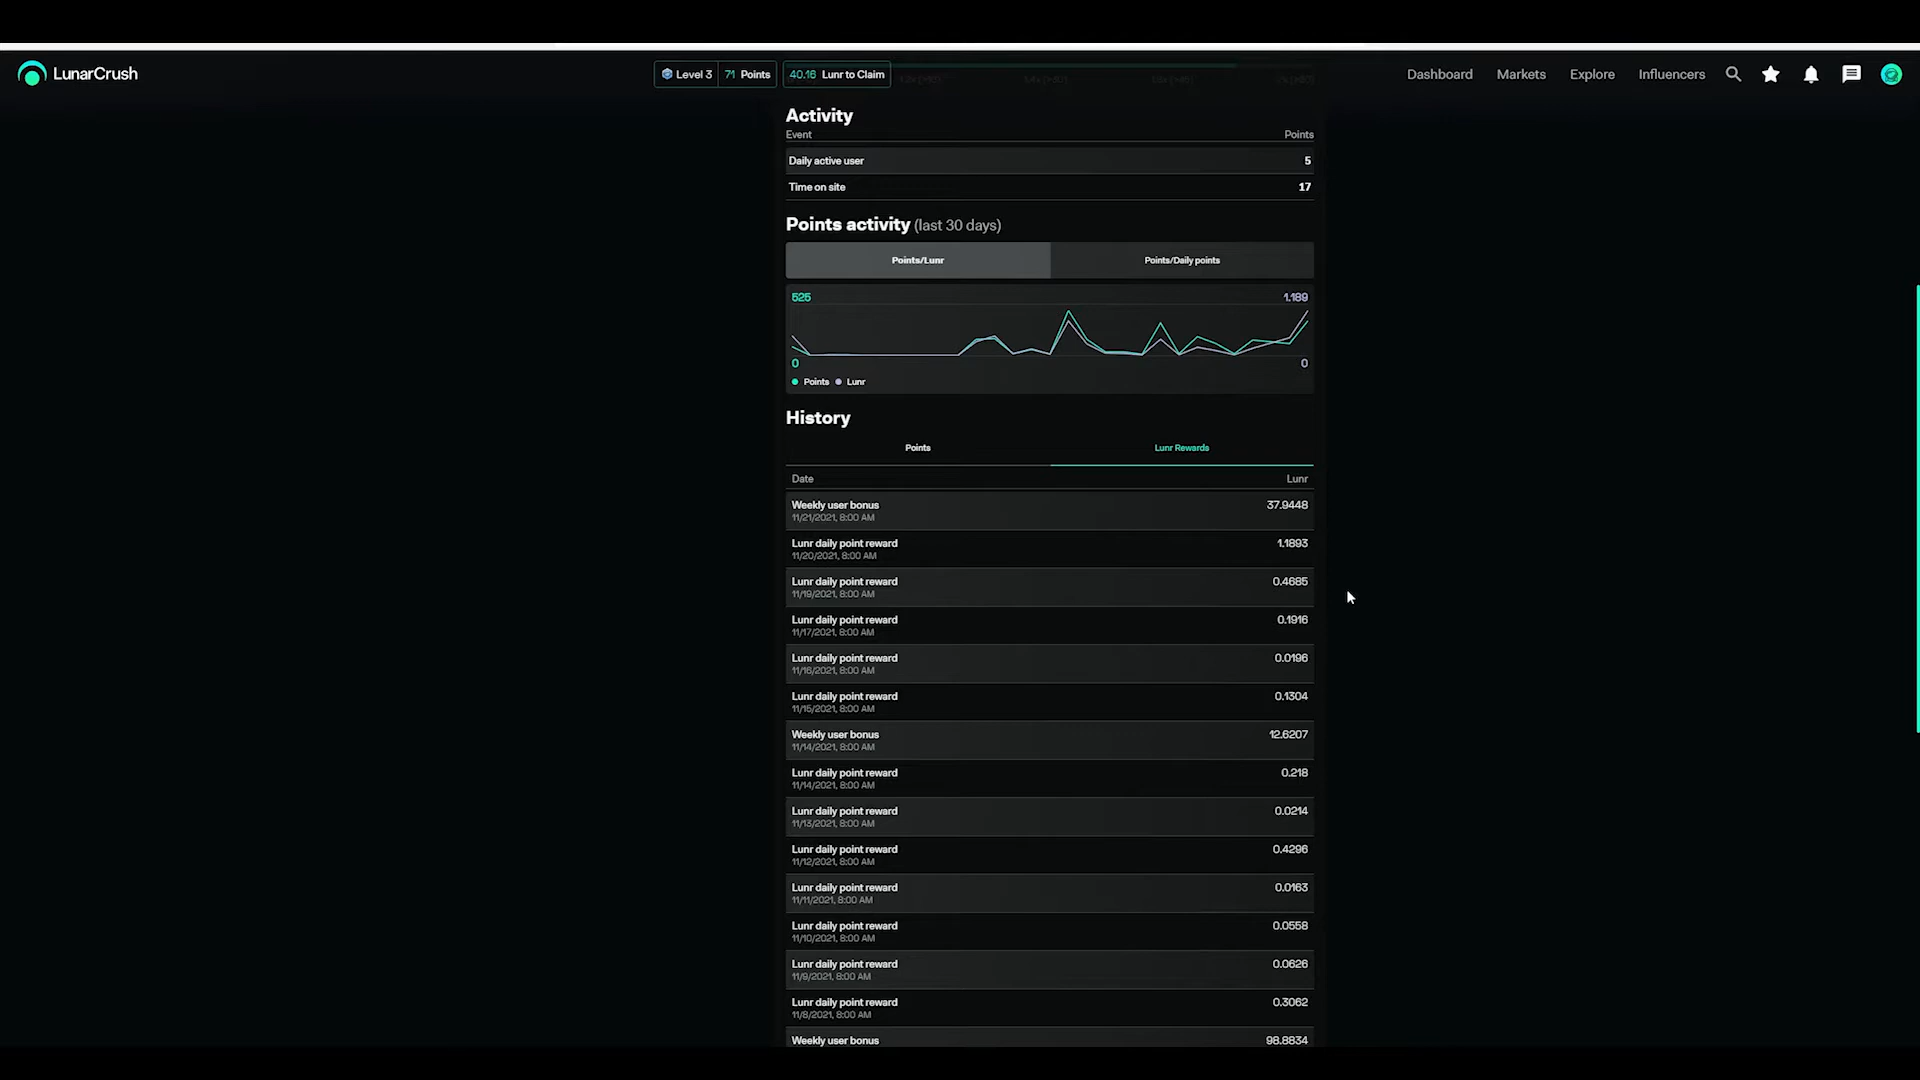 LunarCrush
Level 3 71 Points 40.16 Lunr to Claim
Dashboard Markets Explore Influencers
Activity
Event Points
Daily active user 5
Time on site 17
Points activity (last 30 days)
Points/Lunr Points/Daily points
525 1.189
0 0
Points Lunr
History
Points Lunr Rewards
Date Lunr
Weekly user bonus 37.9448
11/21/2021, 8:00 AM
Lunr daily point reward 1.1893
11/20/2021, 8:00 AM
Lunr daily point reward 0.4685
11/19/2021, 8:00 AM
Lunr daily point reward 0.1916
11/17/2021, 8:00 AM
Lunr daily point reward 0.0196
11/16/2021, 8:00 AM
Lunr daily point reward 0.1304
11/15/2021, 8:00 AM
Weekly user bonus 12.6207
11/14/2021, 8:00 AM
Lunr daily point reward 0.218
11/14/2021, 8:00 AM
Lunr daily point reward 0.0214
11/13/2021, 8:00 AM
Lunr daily point reward 0.4296
11/12/2021, 8:00 AM
Lunr daily point reward 0.0163
11/11/2021, 8:00 AM
Lunr daily point reward 0.0558
11/10/2021, 8:00 AM
Lunr daily point reward 0.0626
11/9/2021, 8:00 AM
Lunr daily point reward 0.3062
11/8/2021, 8:00 AM
Weekly user bonus 98.8834